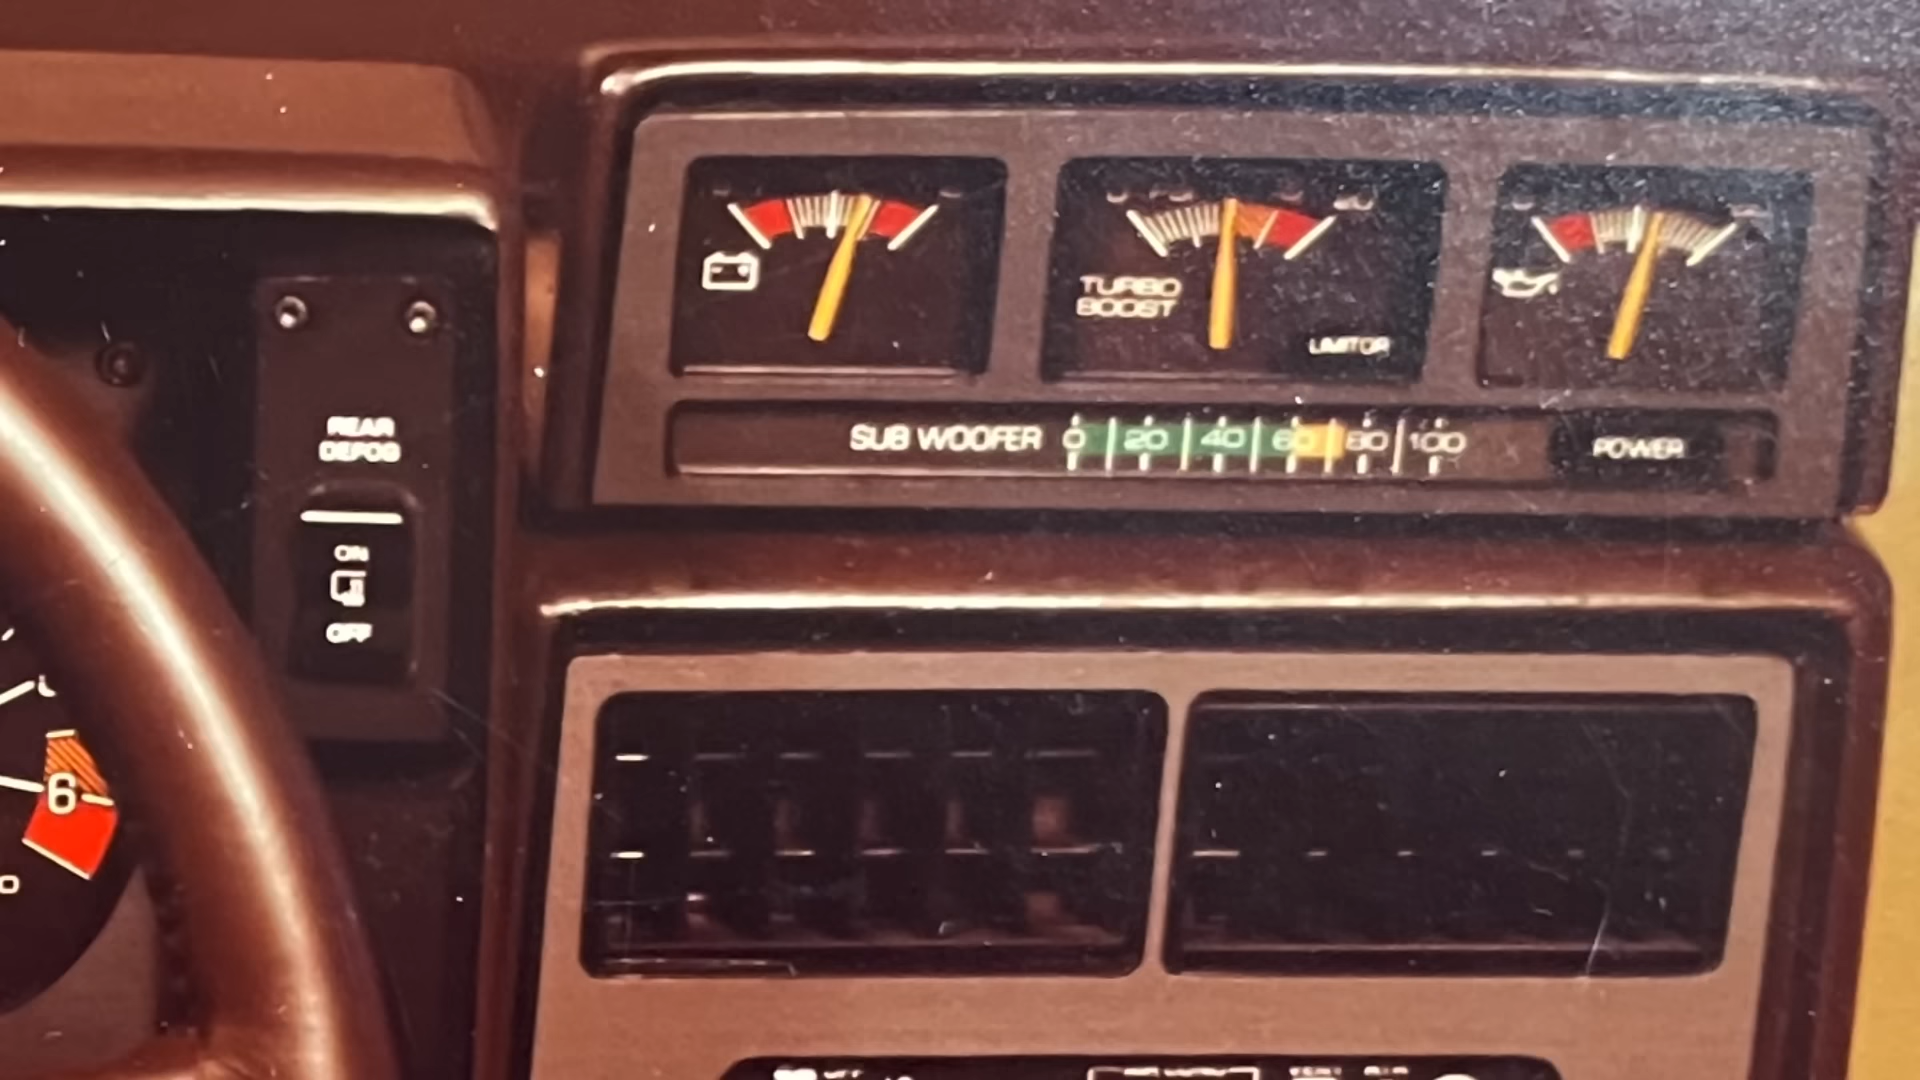 TURBO
BOOST
LIMITOR
SUB WOOFER 0 20 40 60 80 100 POWER
REAR
DEFOG
ON
OFF
6